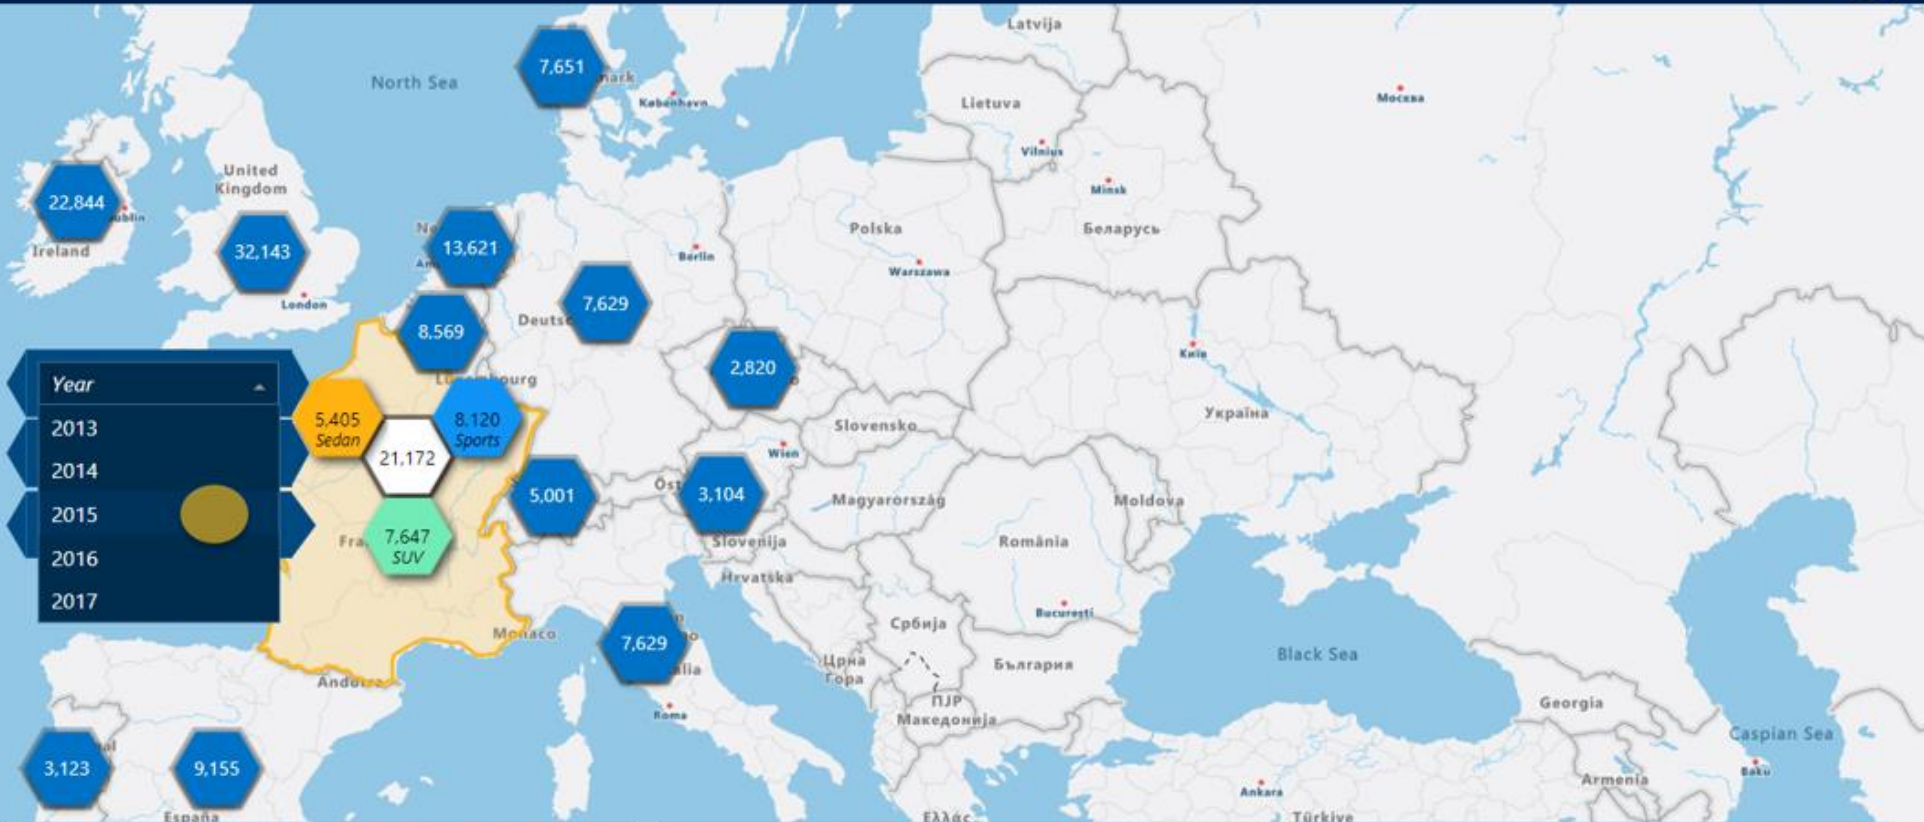 Latvija
7,651
North Sea
København
Москва
Lietuva
Vilnius
United
Kingdom
Minsk
22,844
Ireland
32,143
13,621
Polska
Беларусь
Berlin
Warszawa
London
7,629
8,569
Київ
2,820
Year
2013
2014
2015
2016
2017
5,405
Sedan
8,120
Sports
21,172
7,647
SUV
Україна
Slovensko
Wien
5,001
3,104
Magyarország
Moldova
Slovenija
România
Hrvatska
București
Србија
Monaco
7,629
Црна
Гора
България
Black Sea
ПЈР
Македонија
Roma
Georgia
Caspian Sea
3,123
9,155
Baku
Armenia
Ankara
España
Ελλάς
Türkiye